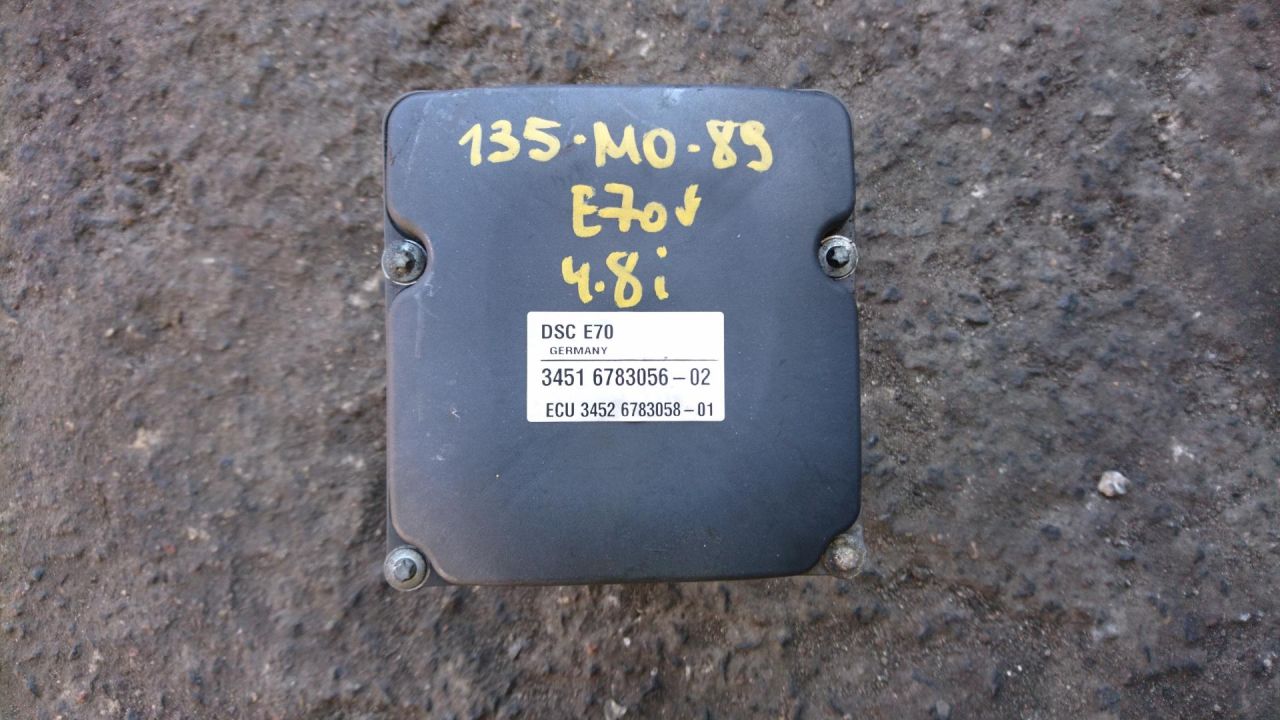 135·MO-89
E70
4.8i
DSC E70
GERMANY
3451 6783056-02
ECU 3452 6783058-01